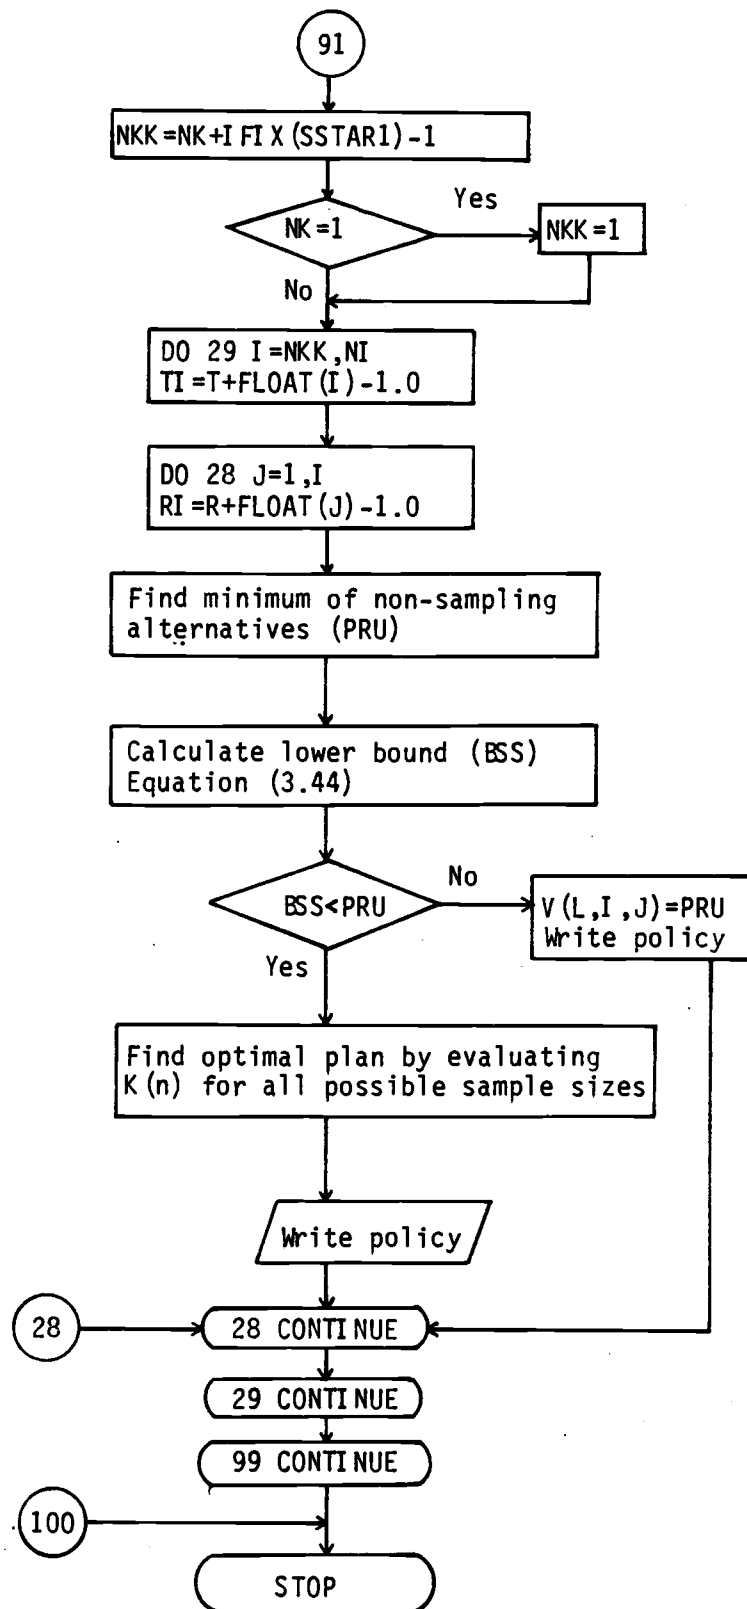 91
NKK=NK+IFIX(SSTAR1)-1
NK=1
Yes
NKK=1
No
DO 29 I=NKK,NI
TI=T+FLOAT(I)-1.0
DO 28 J=1,I
RI=R+FLOAT(J)-1.0
Find minimum of non-sampling
alternatives (PRU)
Calculate lower bound (BSS)
Equation (3.44)
BSS<PRU
No
V(L,I,J)=PRU
Write policy
Yes
Find optimal plan by evaluating
K(n) for all possible sample sizes
Write policy
28
28 CONTINUE
29 CONTINUE
99 CONTINUE
100
STOP